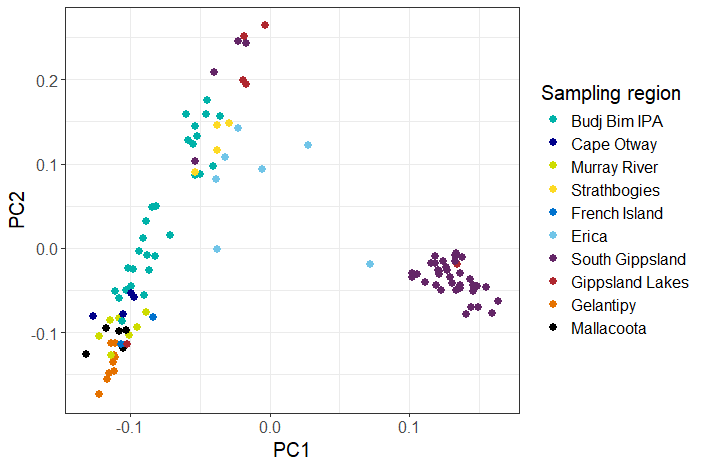 Sampling region
Budj Bim IPA
Cape Otway
Murray River
Strathbogies
French Island
Erica
South Gippsland
Gippsland Lakes
Gelantipy
Mallacoota
PC2
0.2
0.1
0.0
-0.1
-0.1
0.0
0.1
PC1